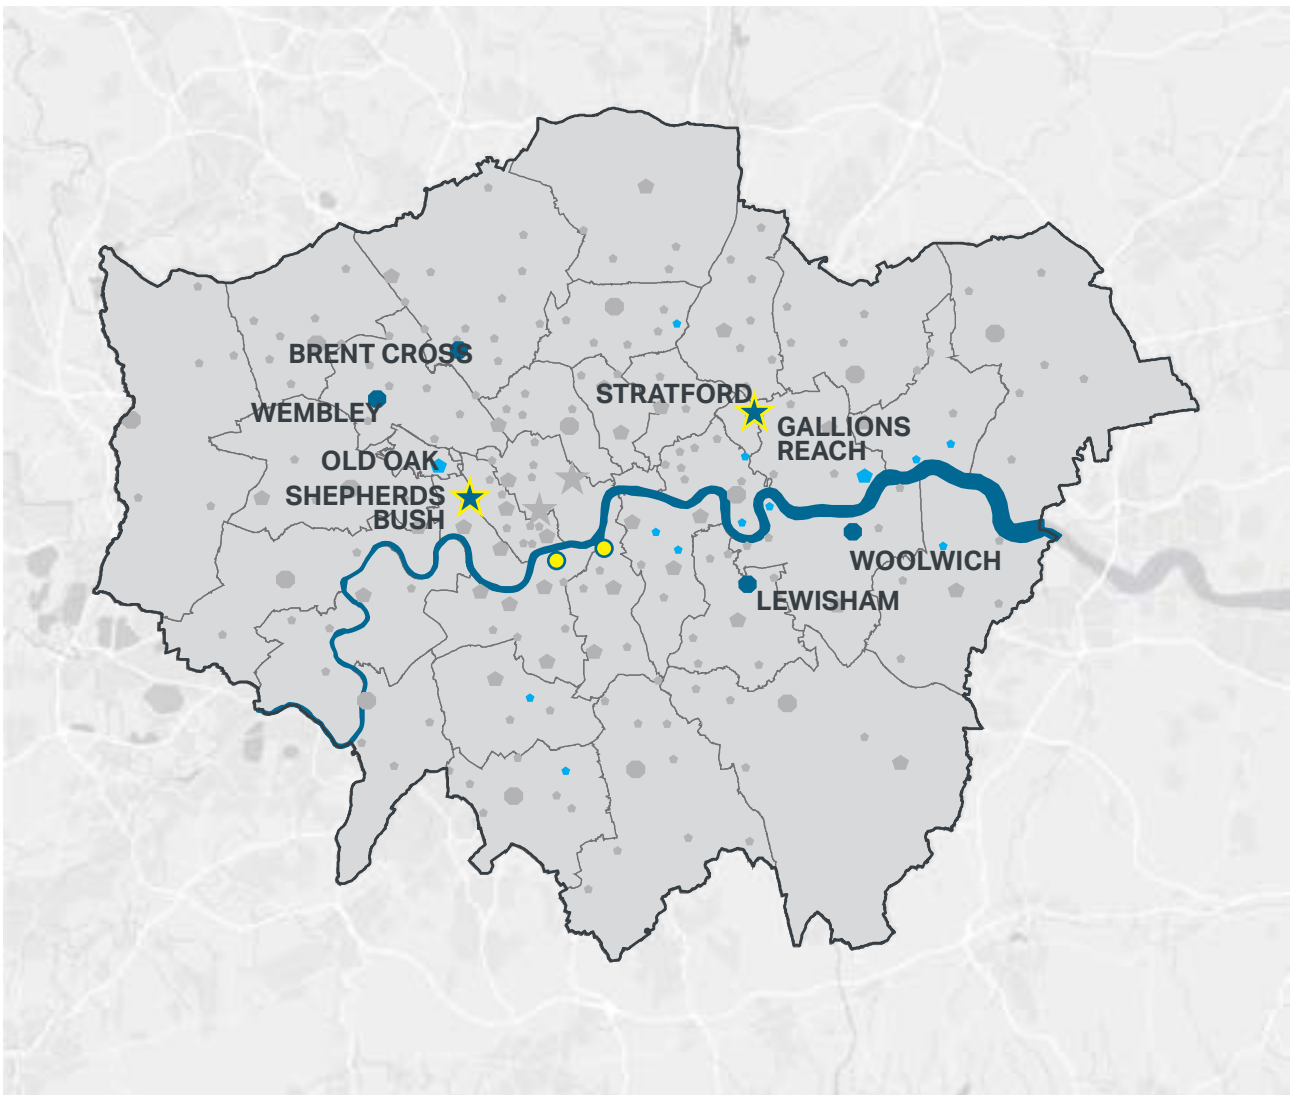 BRENT CROSS
STRATFORD
WEMBLEY
GALLIONS
REACH
OLD OAK
SHEPHERDS
BUSH
WOOLWICH
LEWISHAM